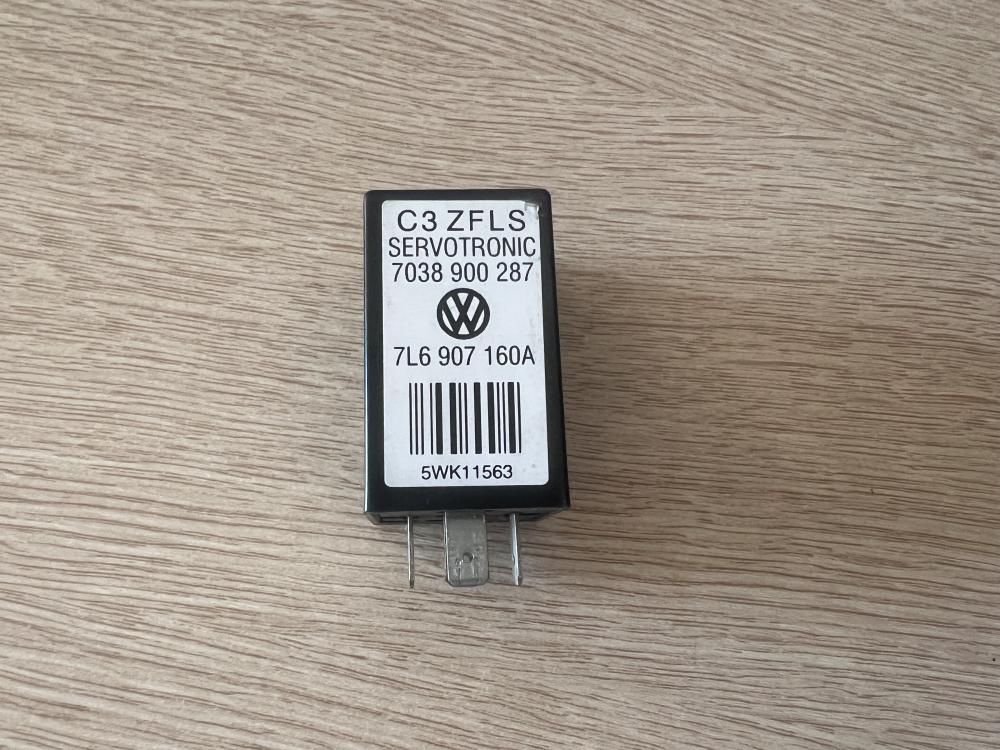 C3 ZFLS
SERVOTRONIC
7038 900 287
7L6 907 160A
5WK11563